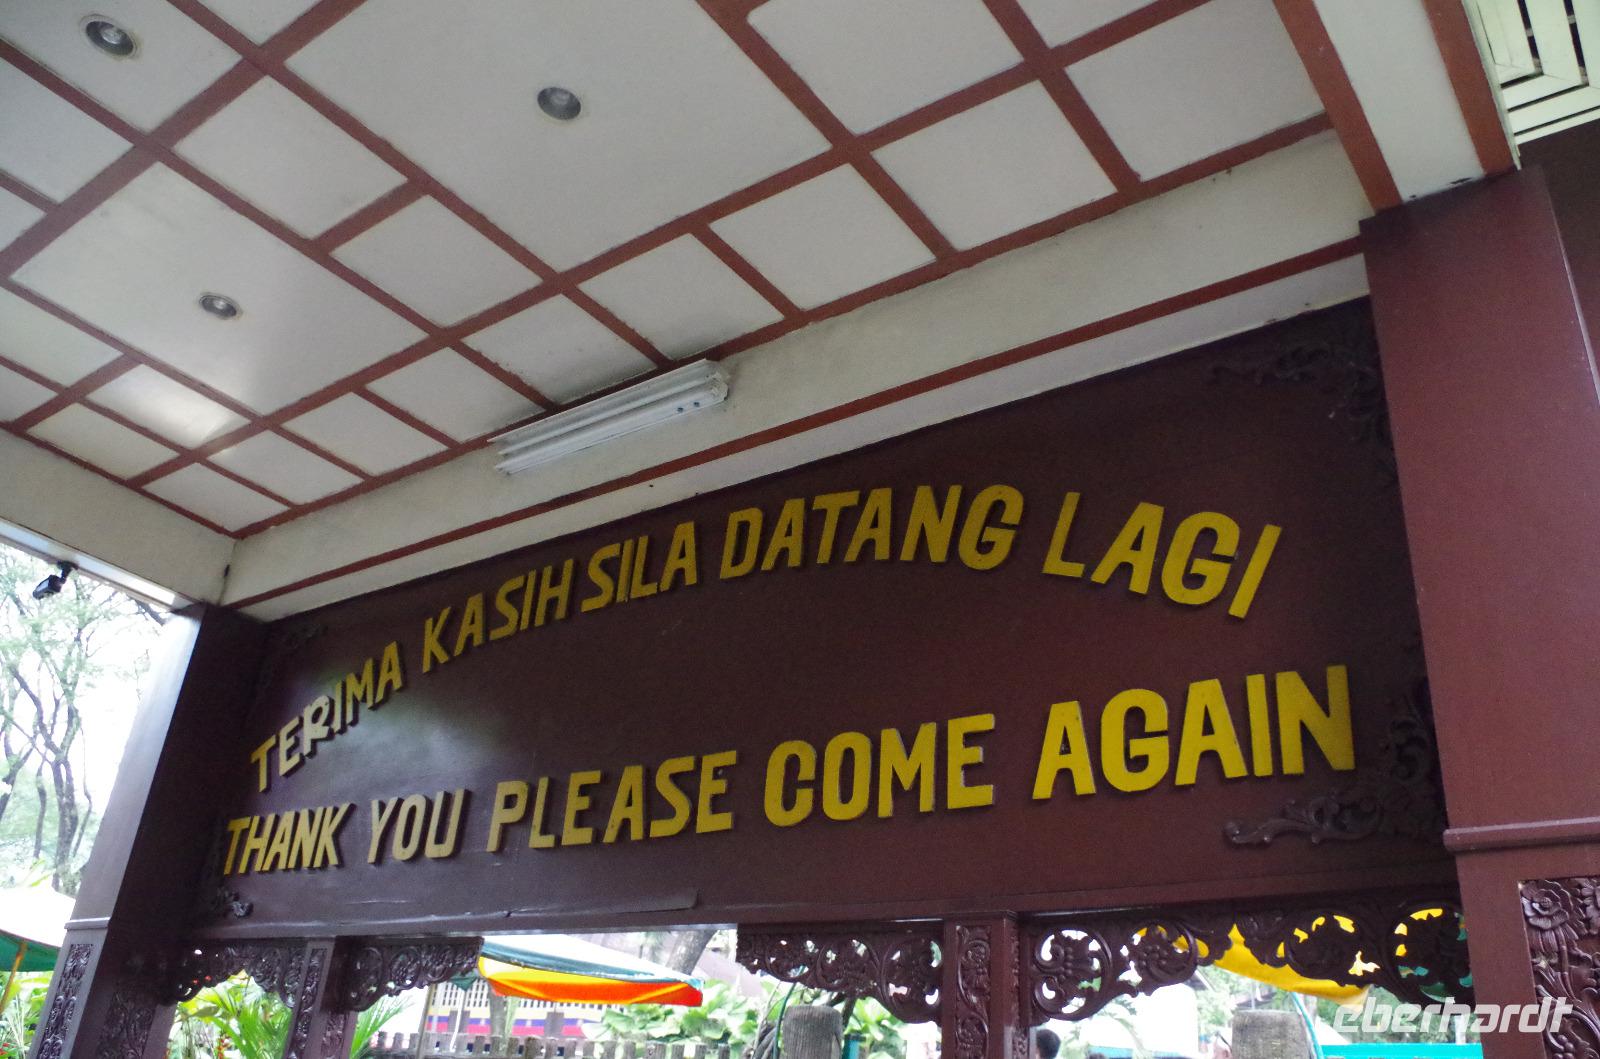 TERIMA KASIH SILA DATANG LAGI
THANK YOU PLEASE COME AGAIN
eberhardt